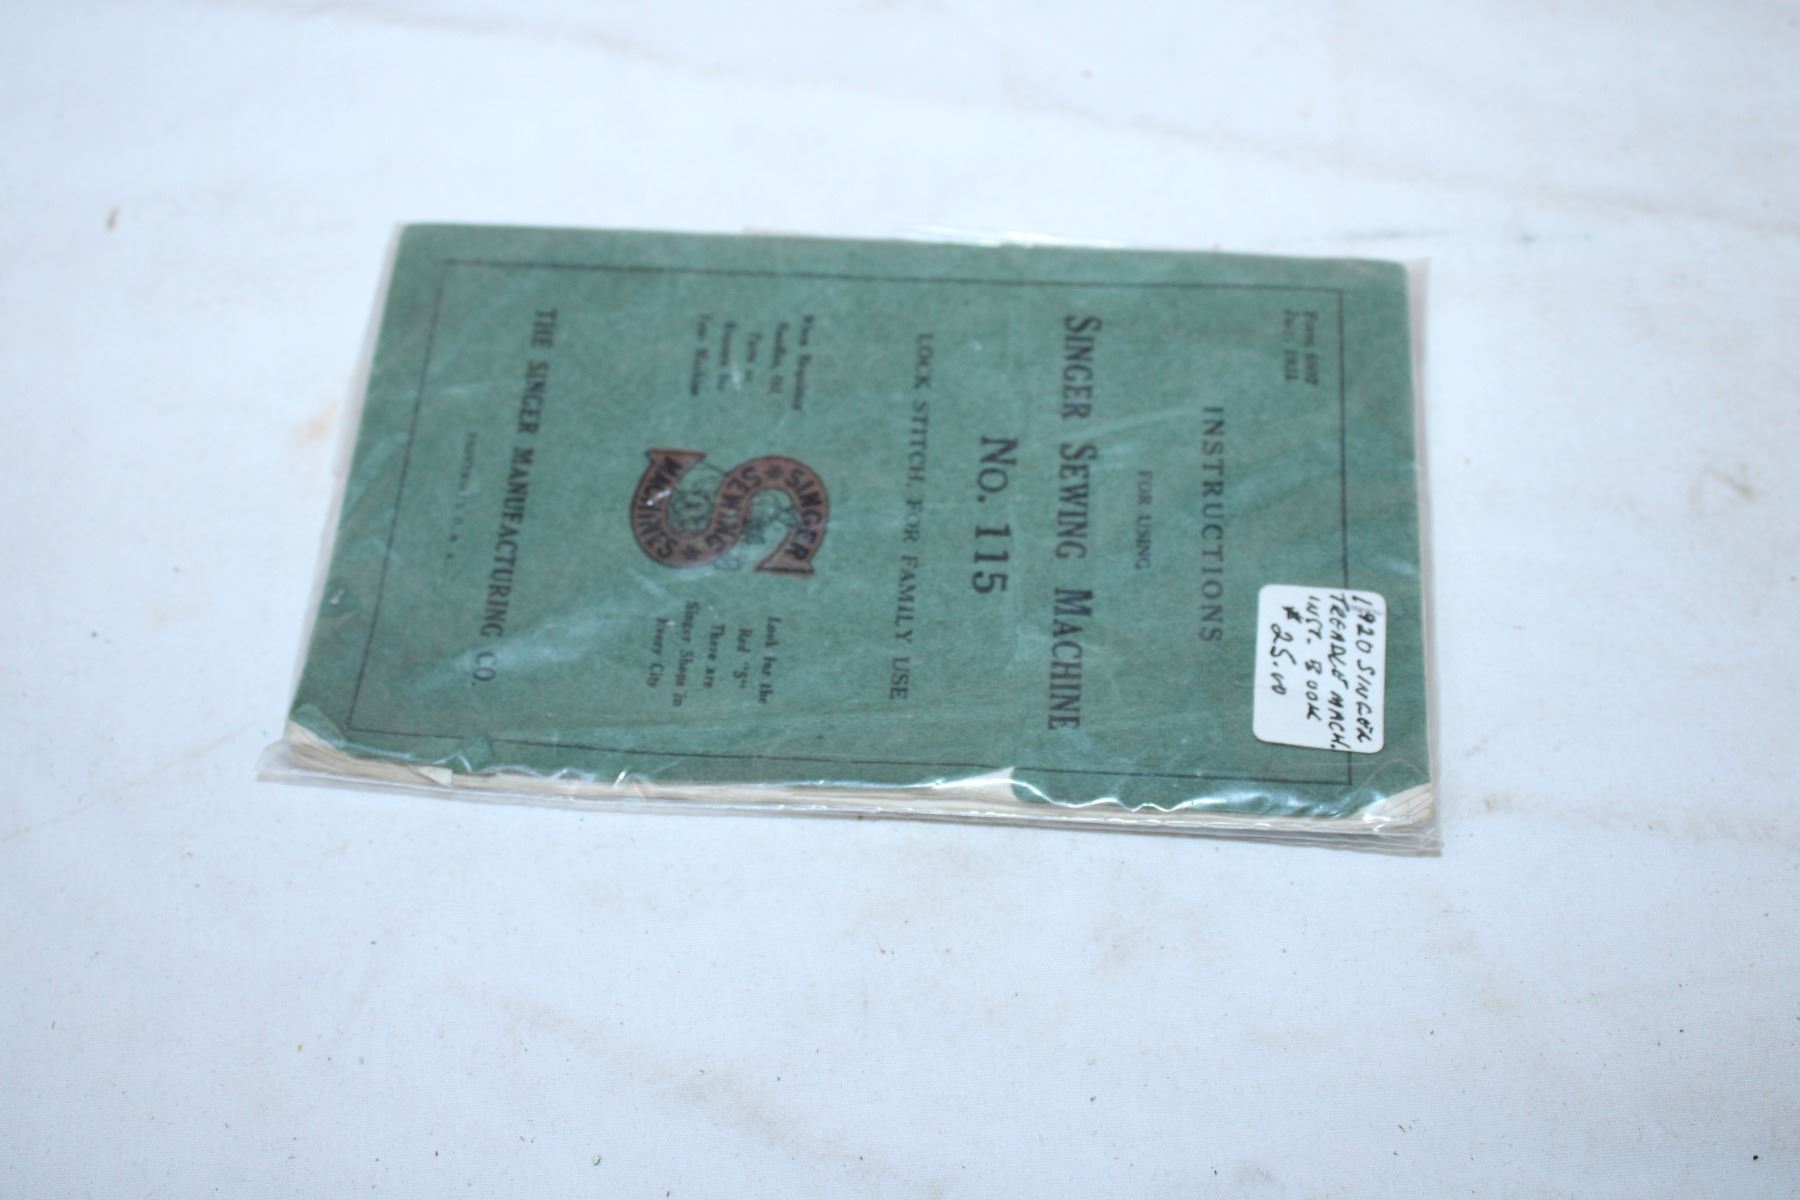 1920 SINGER
TREADLE MACH.
INST. BOOK
$25.00
INSTRUCTIONS
FOR USING
SINGER SEWING MACHINE
No. 115
LOCK STITCH, FOR FAMILY USE
Look for the
Red "S"
There are
Singer Shops in
Every City
SINGER
SEWING
MACHINES
THE SINGER MANUFACTURING CO.